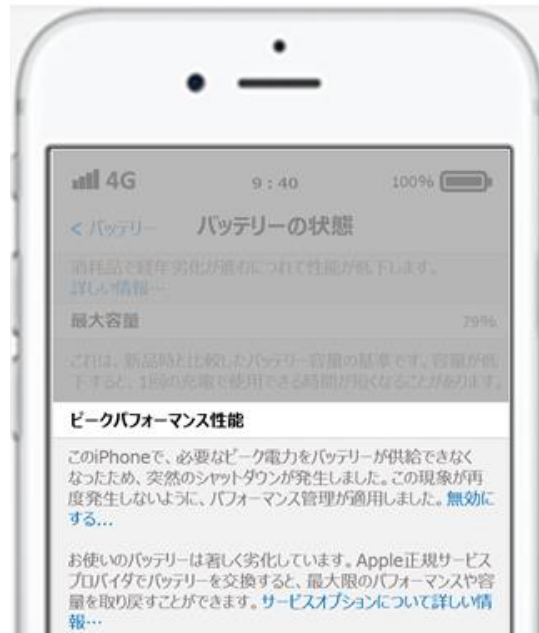 4G 9:40 100%
< バッテリー バッテリーの状態
消耗品で経年劣化が進むにつれて性能が低下します。
詳しい情報…
最大容量 79%
これは、新品時と比較したバッテリー容量の基準です。容量が低
下すると、1回の充電で使用できる時間が短くなることがあります。
ピークパフォーマンス性能
このiPhoneで、必要なピーク電力をバッテリーが供給できなく
なったため、突然のシャットダウンが発生しました。この現象が再
度発生しないように、パフォーマンス管理が適用しました。無効に
する...
お使いのバッテリーは著しく劣化しています。Apple正規サービス
プロバイダでバッテリーを交換すると、最大限のパフォーマンスや容
量を取り戻すことができます。サービスオプションについて詳しい情
報…